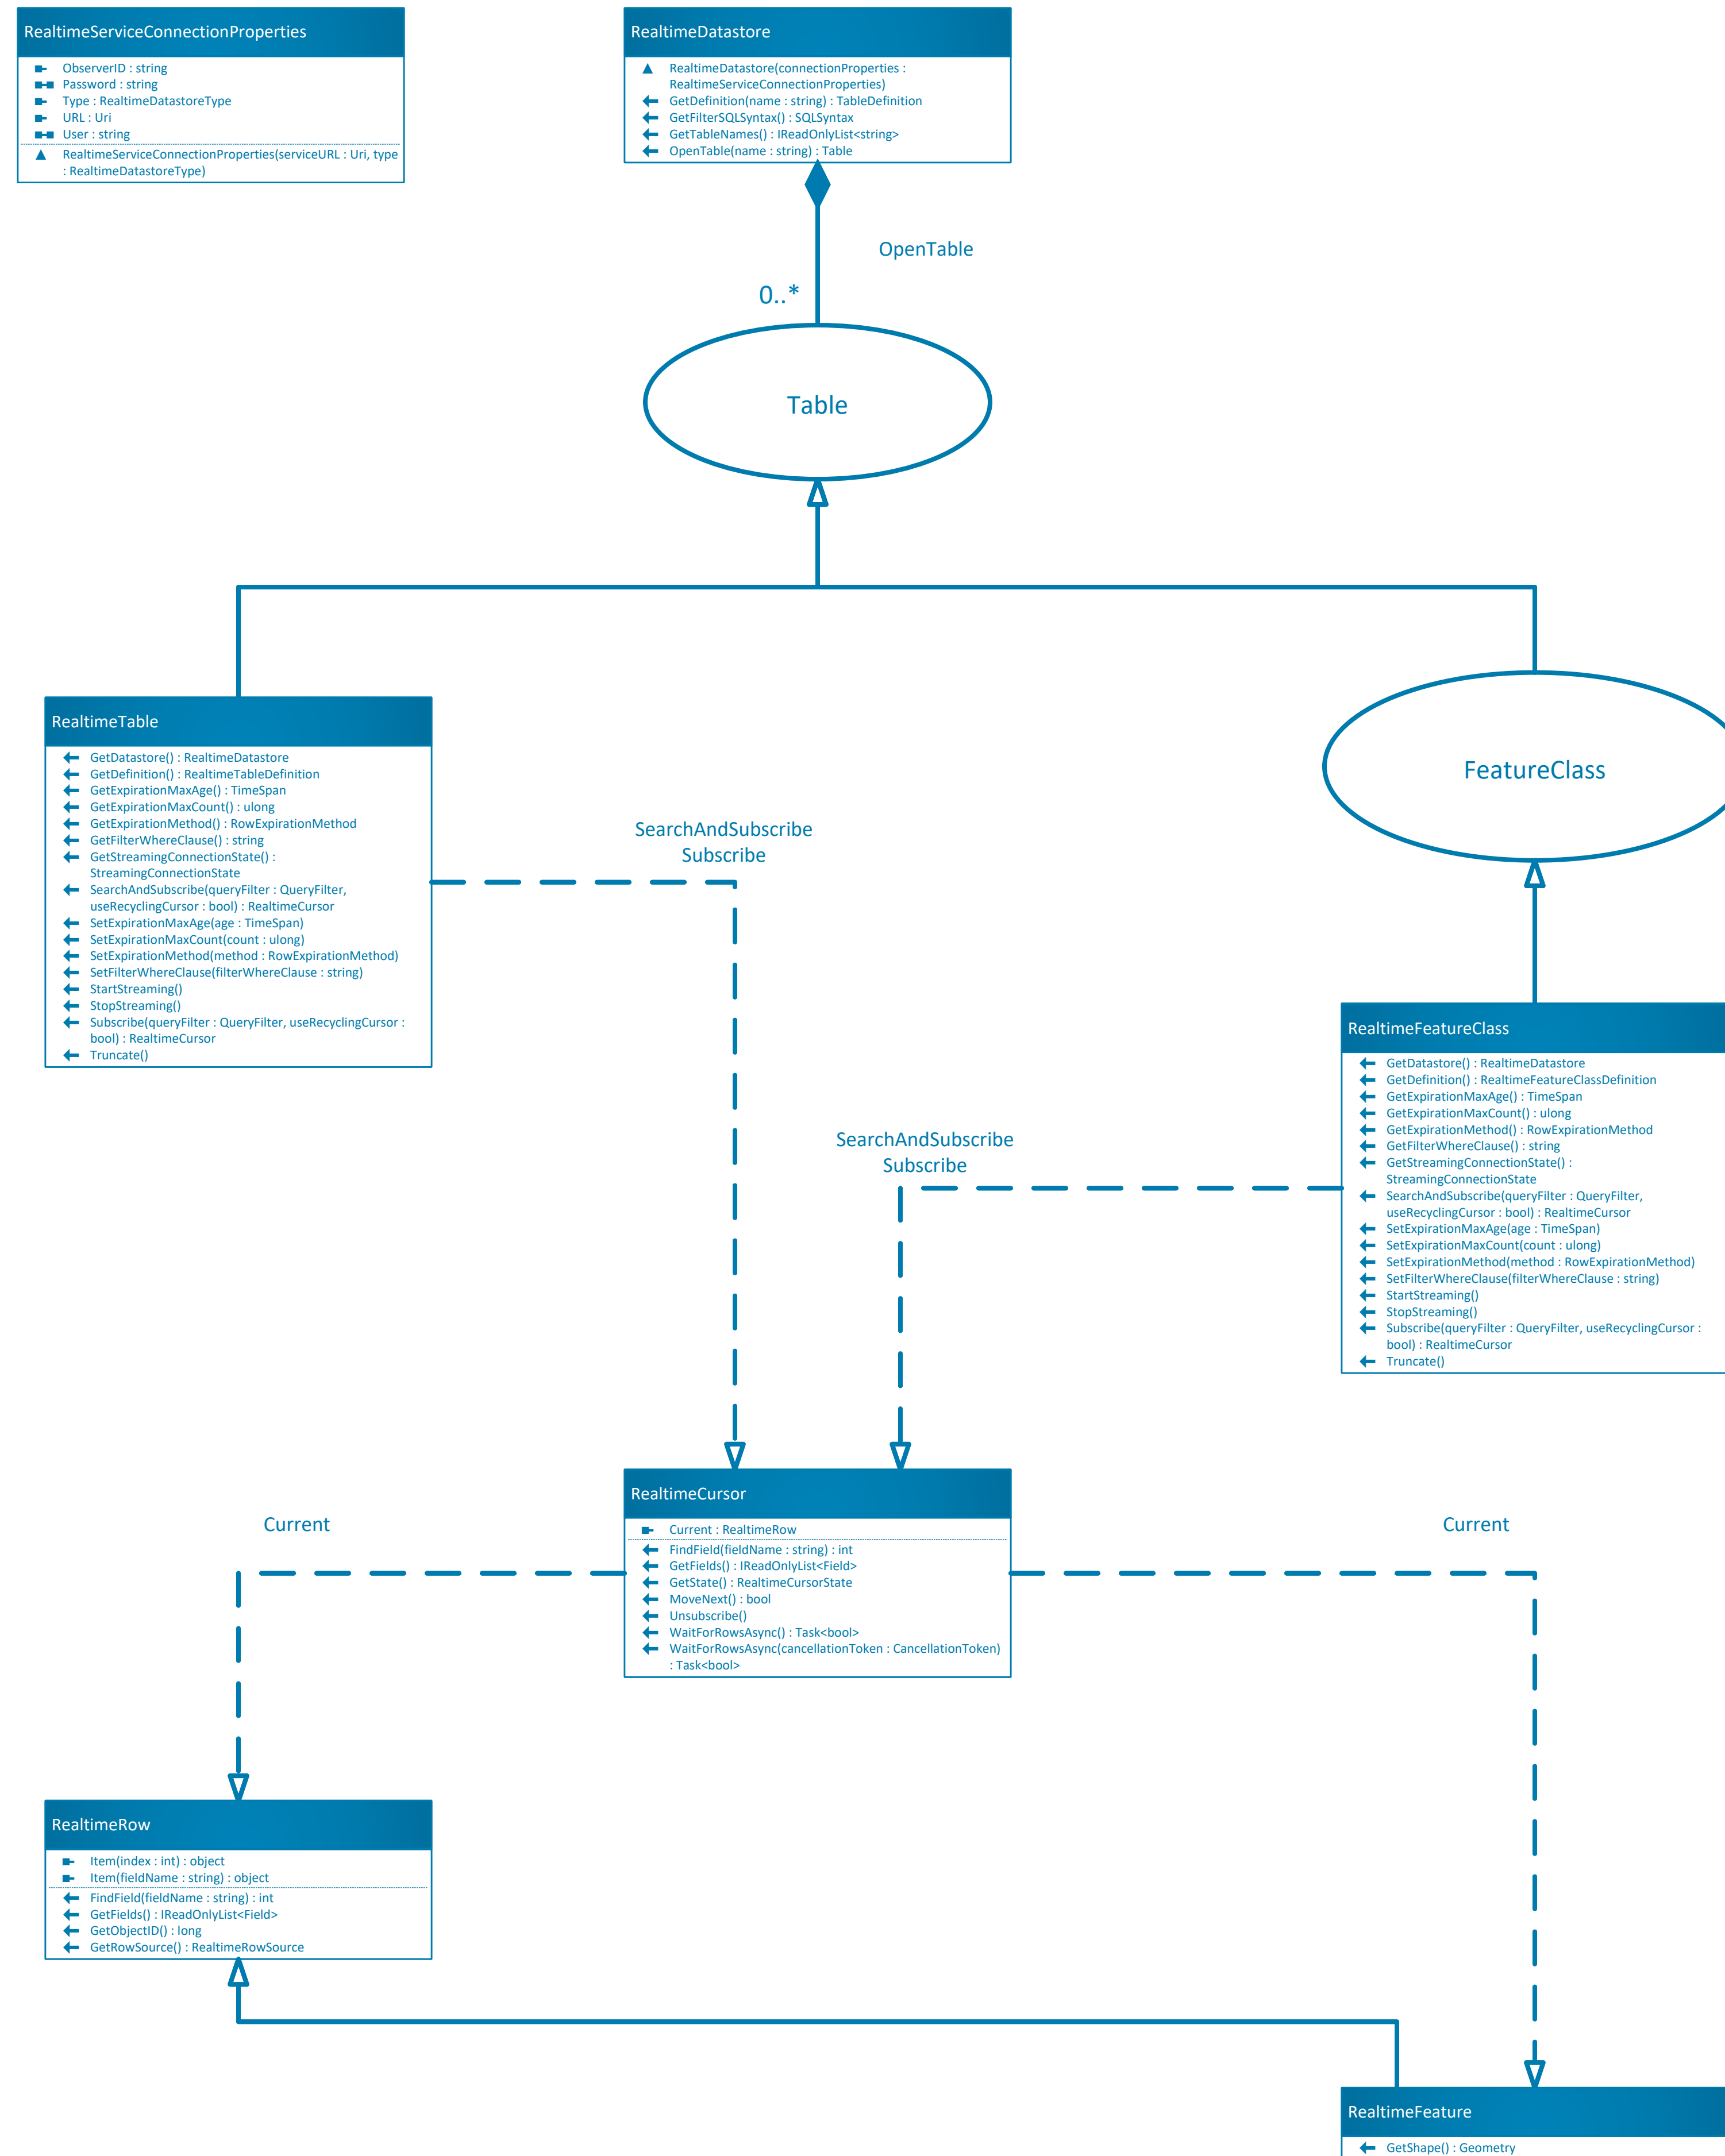 RealtimeServiceConnectionProperties
ObserverID : string
Password : string
Type : RealtimeDatastoreType
URL : Uri
User : string
RealtimeServiceConnectionProperties(serviceURL : Uri, type
: RealtimeDatastoreType)
RealtimeDatastore
RealtimeDatastore(connectionProperties :
RealtimeServiceConnectionProperties)
GetDefinition(name : string) : TableDefinition
GetFilterSQLSyntax() : SQLSyntax
GetTableNames() : IReadOnlyList<string>
OpenTable(name : string) : Table
OpenTable
0..*
Table
RealtimeTable
GetDatastore() : RealtimeDatastore
GetDefinition() : RealtimeTableDefinition
GetExpirationMaxAge() : TimeSpan
GetExpirationMaxCount() : ulong
GetExpirationMethod() : RowExpirationMethod
GetFilterWhereClause() : string
GetStreamingConnectionState() :
StreamingConnectionState
SearchAndSubscribe(queryFilter : QueryFilter,
useRecyclingCursor : bool) : RealtimeCursor
SetExpirationMaxAge(age : TimeSpan)
SetExpirationMaxCount(count : ulong)
SetExpirationMethod(method : RowExpirationMethod)
SetFilterWhereClause(filterWhereClause : string)
StartStreaming()
StopStreaming()
Subscribe(queryFilter : QueryFilter, useRecyclingCursor :
bool) : RealtimeCursor
Truncate()
SearchAndSubscribe
Subscribe
FeatureClass
RealtimeFeatureClass
GetDatastore() : RealtimeDatastore
GetDefinition() : RealtimeFeatureClassDefinition
GetExpirationMaxAge() : TimeSpan
GetExpirationMaxCount() : ulong
GetExpirationMethod() : RowExpirationMethod
GetFilterWhereClause() : string
GetStreamingConnectionState() :
StreamingConnectionState
SearchAndSubscribe(queryFilter : QueryFilter,
useRecyclingCursor : bool) : RealtimeCursor
SetExpirationMaxAge(age : TimeSpan)
SetExpirationMaxCount(count : ulong)
SetExpirationMethod(method : RowExpirationMethod)
SetFilterWhereClause(filterWhereClause : string)
StartStreaming()
StopStreaming()
Subscribe(queryFilter : QueryFilter, useRecyclingCursor :
bool) : RealtimeCursor
Truncate()
SearchAndSubscribe
Subscribe
RealtimeCursor
Current : RealtimeRow
FindField(fieldName : string) : int
GetFields() : IReadOnlyList<Field>
GetState() : RealtimeCursorState
MoveNext() : bool
Unsubscribe()
WaitForRowsAsync() : Task<bool>
WaitForRowsAsync(cancellationToken : CancellationToken)
: Task<bool>
Current
Current
RealtimeRow
Item(index : int) : object
Item(fieldName : string) : object
FindField(fieldName : string) : int
GetFields() : IReadOnlyList<Field>
GetObjectID() : long
GetRowSource() : RealtimeRowSource
RealtimeFeature
GetShape() : Geometry